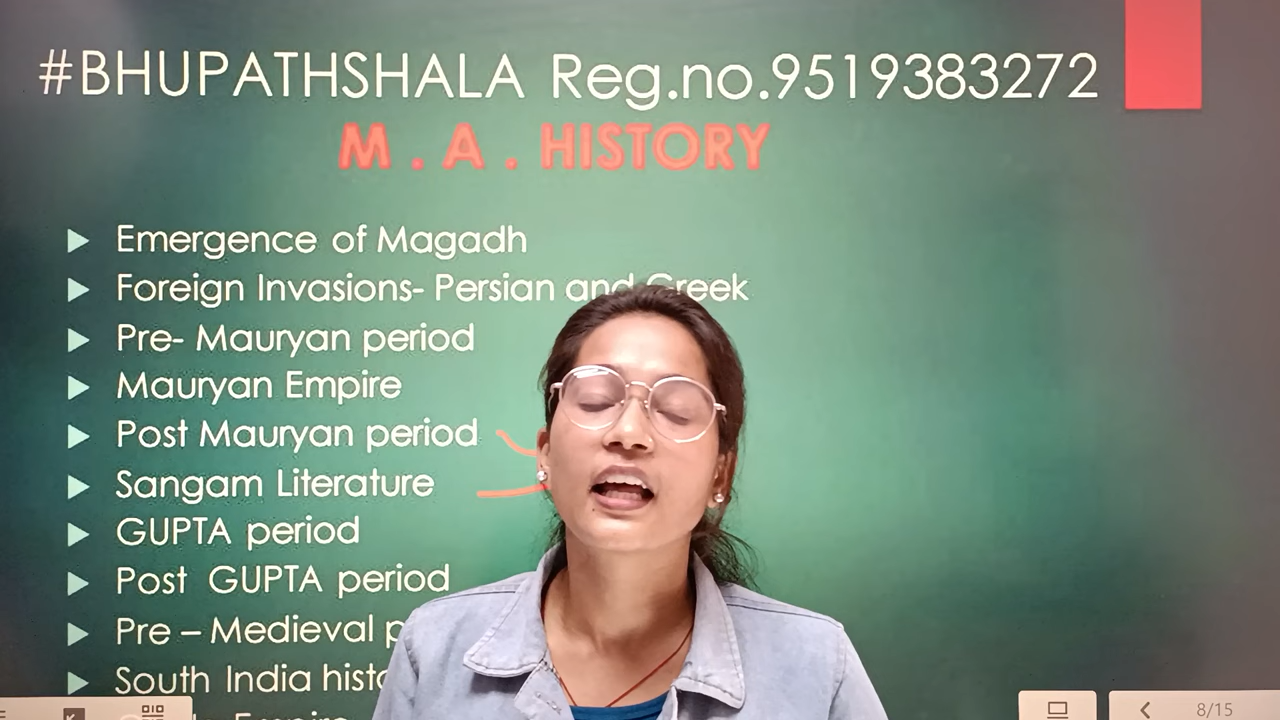 #BHUPATHSHALA Reg.no.9519383272
M . A . HISTORY
Emergence of Magadh
Foreign Invasions- Persian and Greek
Pre- Mauryan period
Mauryan Empire
Post Mauryan period
Sangam Literature
GUPTA period
Post GUPTA period
Pre – Medieval
South India
Empire
8/15